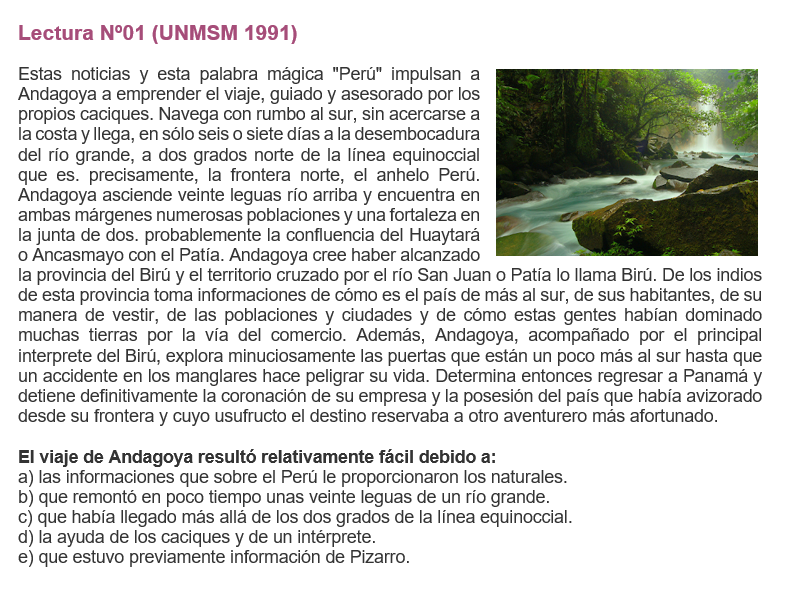 Lectura Nº01 (UNMSM 1991)
Estas noticias y esta palabra mágica "Perú" impulsan a
Andagoya a emprender el viaje, guiado y asesorado por los
propios caciques. Navega con rumbo al sur, sin acercarse a
la costa y llega, en sólo seis o siete días a la desembocadura
del río grande, a dos grados norte de la línea equinoccial
que es. precisamente, la frontera norte, el anhelo Perú.
Andagoya asciende veinte leguas río arriba y encuentra en
ambas márgenes numerosas poblaciones y una fortaleza en
la junta de dos. probablemente la confluencia del Huaytará
o Ancasmayo con el Patía. Andagoya cree haber alcanzado
la provincia del Birú y el territorio cruzado por el río San Juan o Patía lo llama Birú. De los indios
de esta provincia toma informaciones de cómo es el país de más al sur, de sus habitantes, de su
manera de vestir, de las poblaciones y ciudades y de cómo estas gentes habían dominado
muchas tierras por la vía del comercio. Además, Andagoya, acompañado por el principal
interprete del Birú, explora minuciosamente las puertas que están un poco más al sur hasta que
un accidente en los manglares hace peligrar su vida. Determina entonces regresar a Panamá y
detiene definitivamente la coronación de su empresa y la posesión del país que había avizorado
desde su frontera y cuyo usufructo el destino reservaba a otro aventurero más afortunado.
El viaje de Andagoya resultó relativamente fácil debido a:
a) las informaciones que sobre el Perú le proporcionaron los naturales.
b) que remontó en poco tiempo unas veinte leguas de un río grande.
c) que había llegado más allá de los dos grados de la línea equinoccial.
d) la ayuda de los caciques y de un intérprete.
e) que estuvo previamente información de Pizarro.